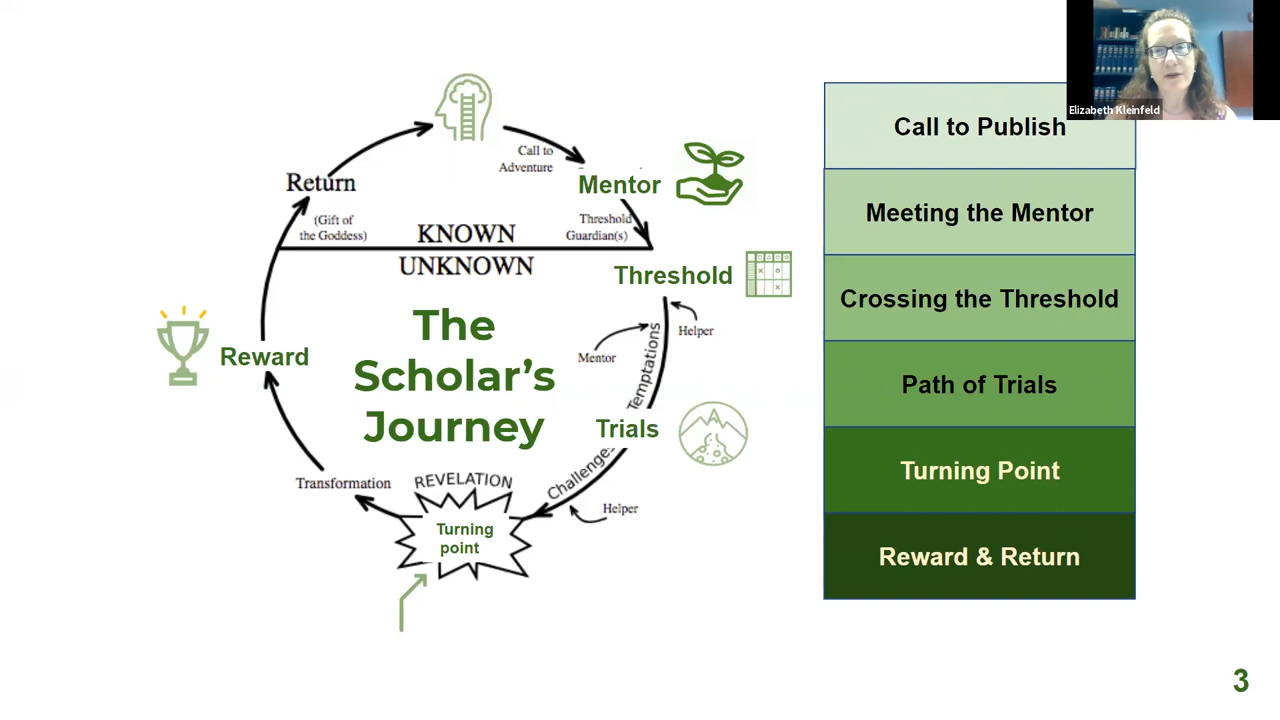 Call to
Adventure
Mentor
Return
(Gift of
the Goddess)
KNOWN
Threshold
Guardian(s)
UNKNOWN
Threshold
Helper
Mentor
Temptations
The
Scholar's
Journey
Reward
Trials
Challenges
Helper
Transformation
REVELATION
Turning
point
Elizabeth Kleinfeld
Call to Publish
Meeting the Mentor
Crossing the Threshold
Path of Trials
Turning Point
Reward & Return
3